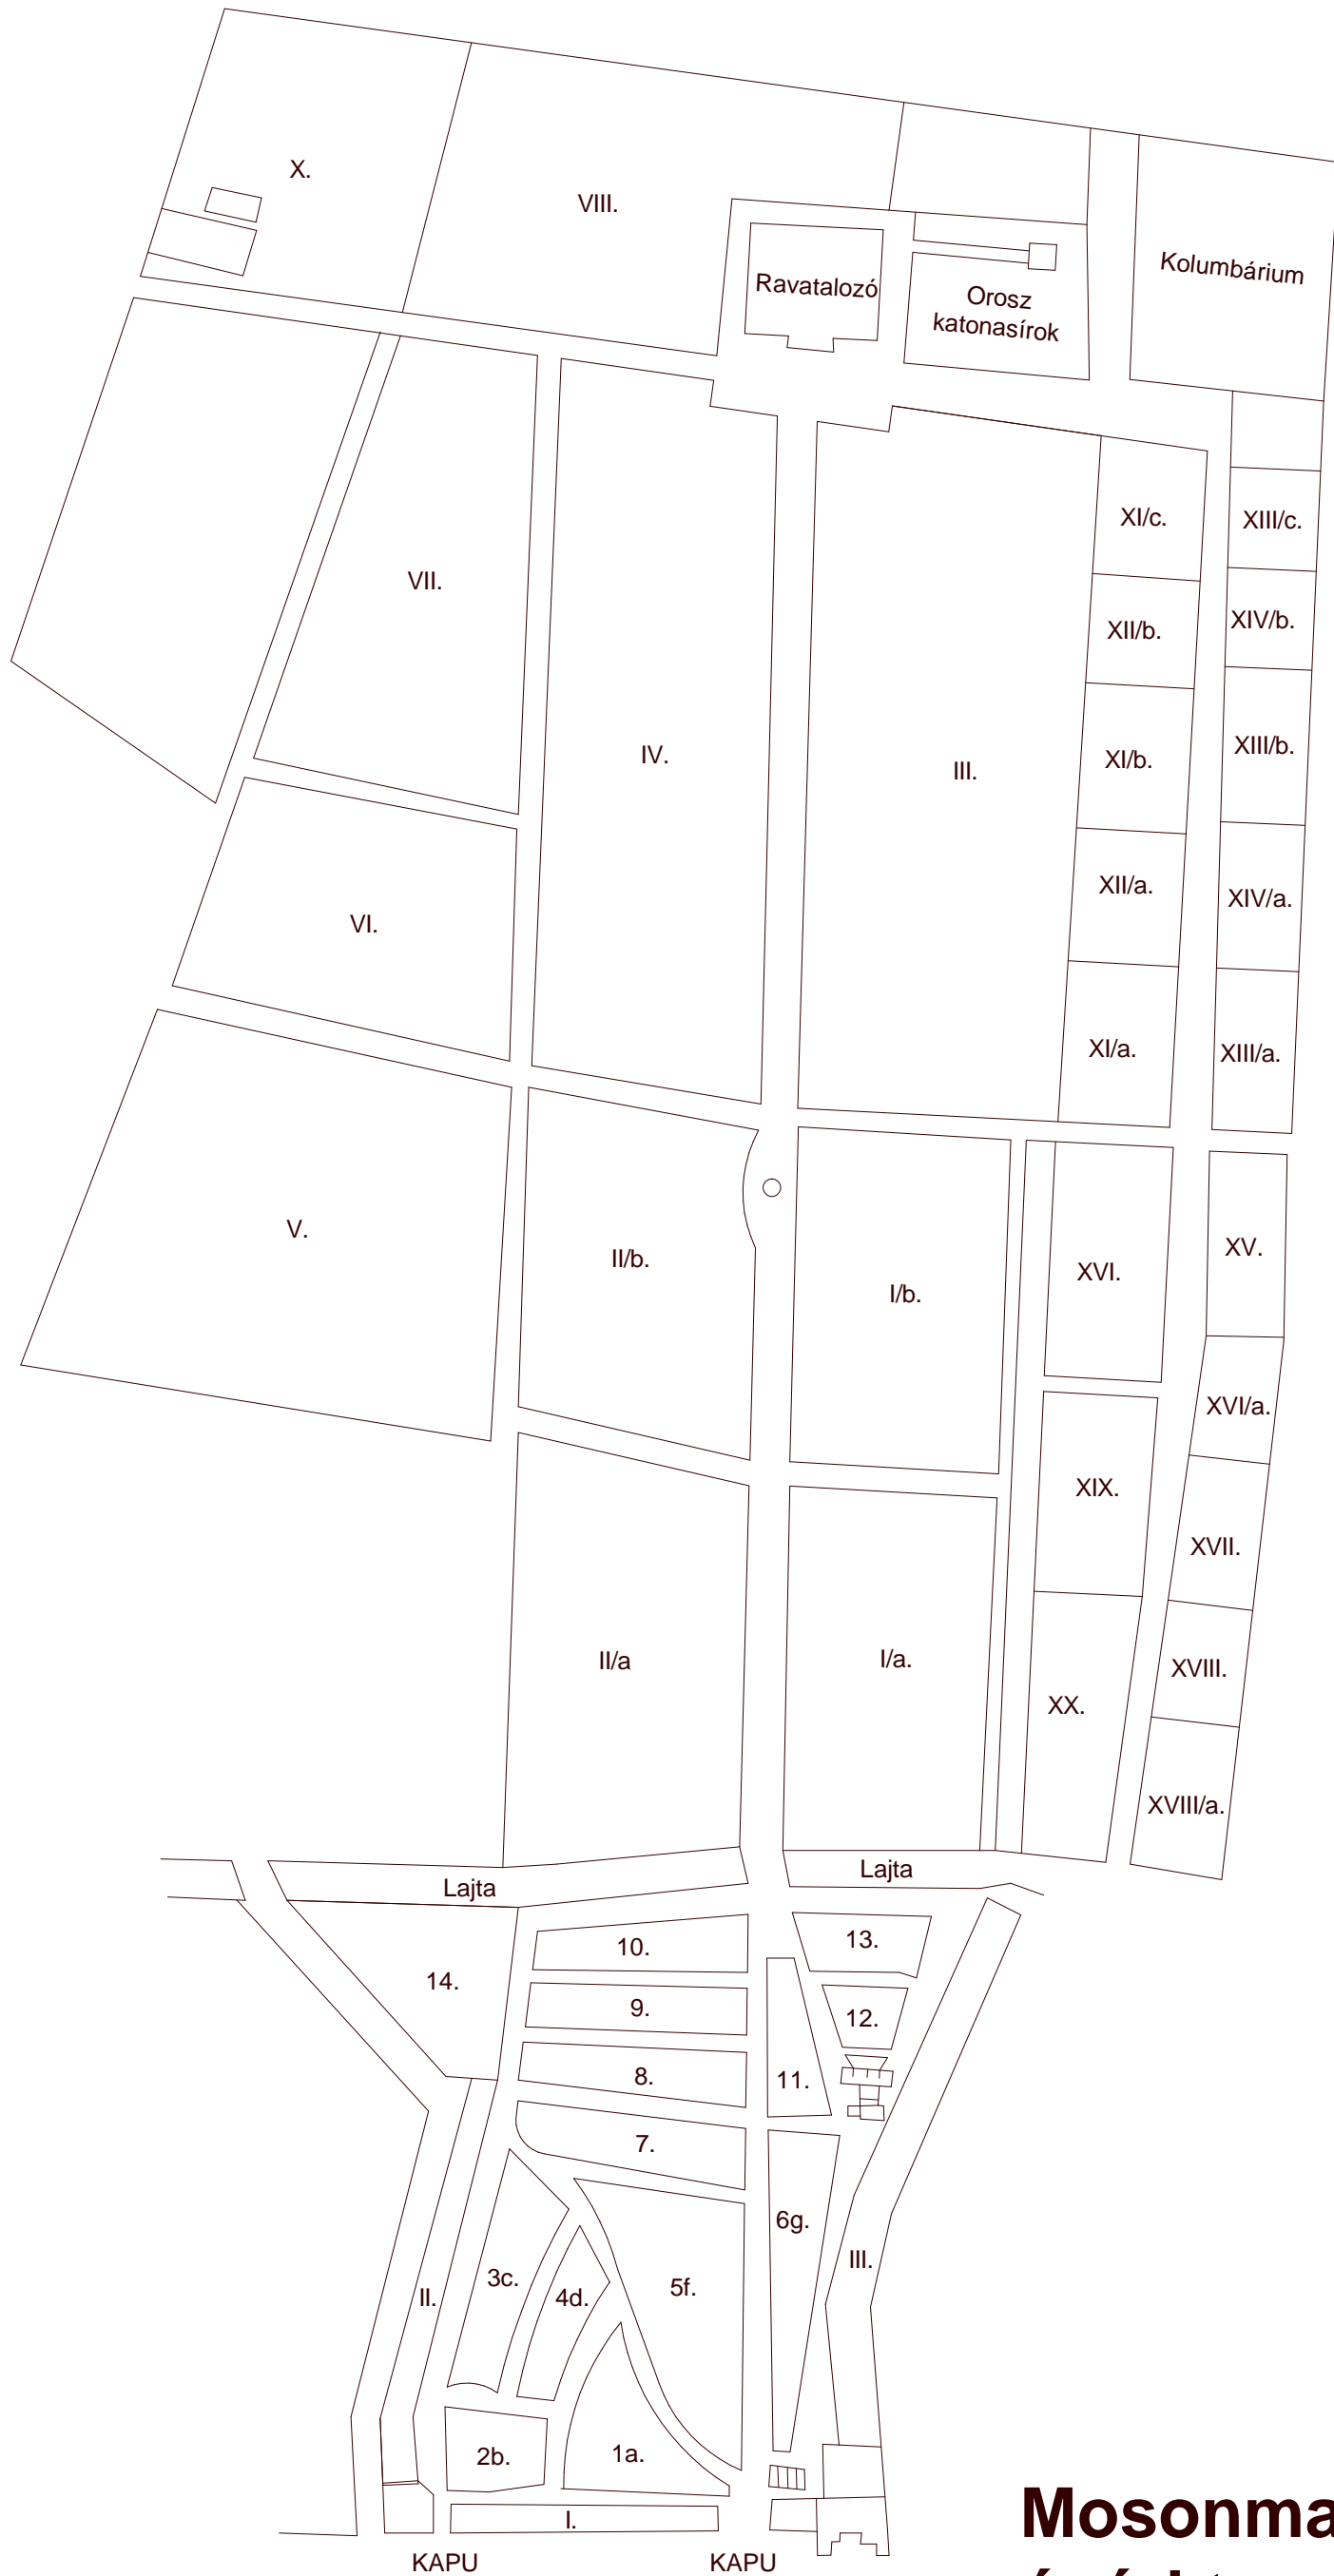 X.
VIII.
Ravatalozó
Orosz
katonasírok
Kolumbárium
XI/c.
XIII/c.
VII.
XII/b.
XIV/b.
IV.
III.
XI/b.
XIII/b.
VI.
XII/a.
XIV/a.
XI/a.
XIII/a.
V.
II/b.
I/b.
XVI.
XV.
XVI/a.
XIX.
XVII.
II/a
I/a.
XVIII.
XX.
XVIII/a.
Lajta
Lajta
10.
13.
14.
9.
12.
8.
11.
7.
6g.
3c.
4d.
5f.
II.
III.
2b.
1a.
I.
Mosonma
KAPU
KAPU